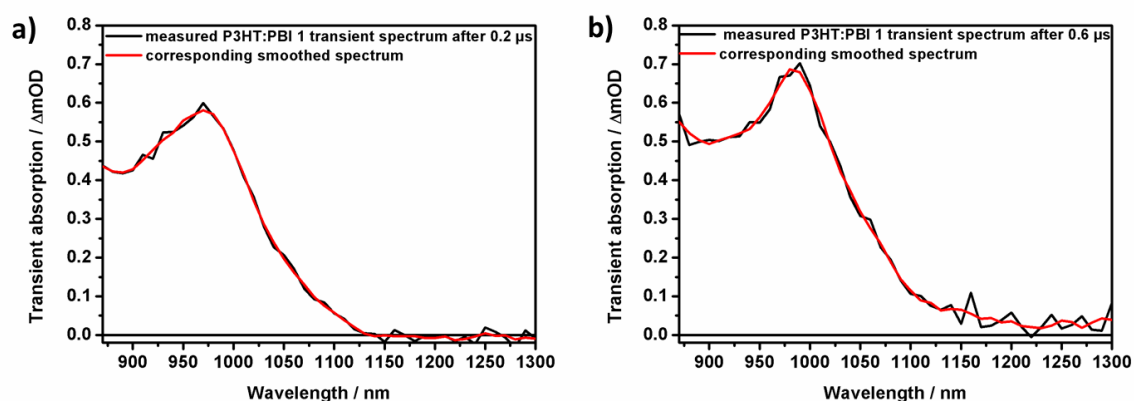 a)
0.8
0.7
0.6
0.5
0.4
0.3
0.2
0.1
0.0
Transient absorption / ΔmOD
measured P3HT:PBI 1 transient spectrum after 0.2 µs
corresponding smoothed spectrum
900 950 1000 1050 1100 1150 1200 1250 1300
Wavelength / nm
b)
0.8
0.7
0.6
0.5
0.4
0.3
0.2
0.1
0.0
Transient absorption / ΔmOD
measured P3HT:PBI 1 transient spectrum after 0.6 µs
corresponding smoothed spectrum
900 950 1000 1050 1100 1150 1200 1250 1300
Wavelength / nm